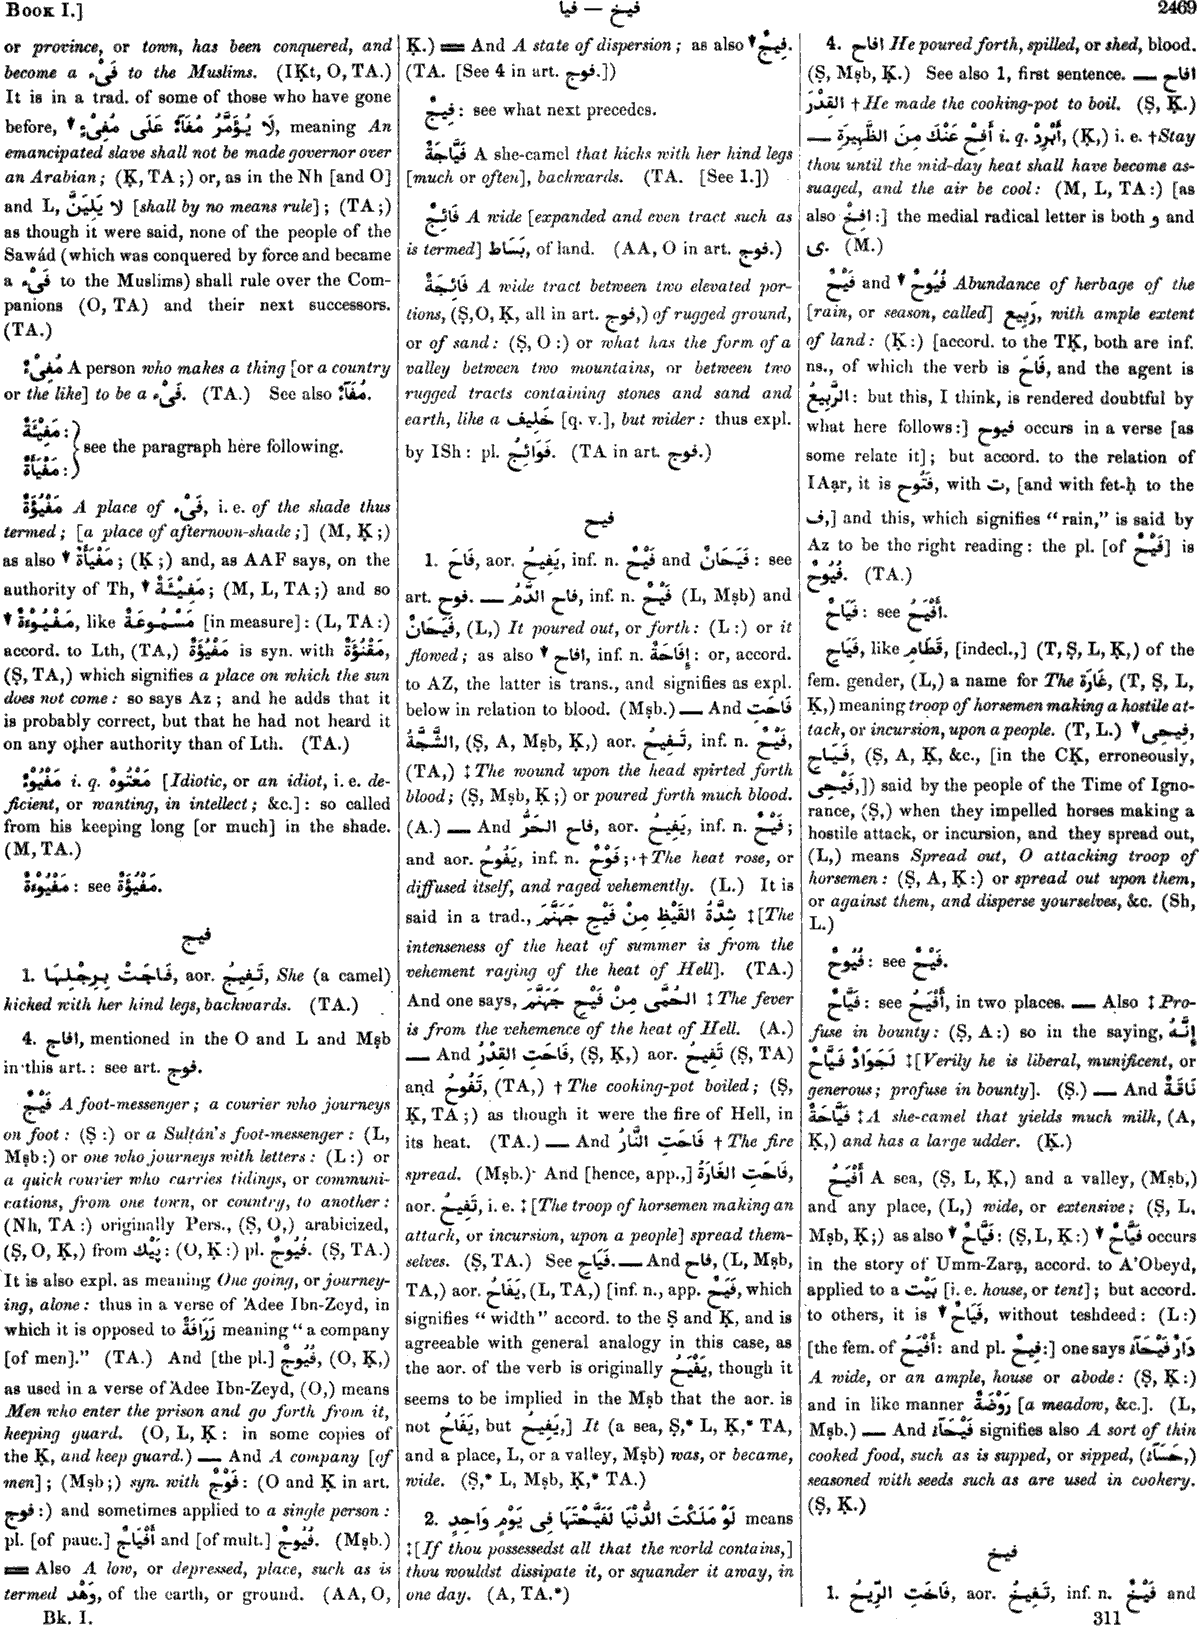 Book I.]
فيأ — فيخ
2469
or province, or town, has been conquered, and
become a فَىْء to the Muslims. (IḲt, O, TA.)
It is in a trad. of some of those who have gone
before, ▼ لَا يُؤَمَّرُ مُفَآءٌ عَلَى مُفِىْءٍ, meaning An
emancipated slave shall not be made governor over
an Arabian; (Ḳ, TA;) or, as in the Nh [and O]
and L, لَا يَلِيَنَّ [shall by no means rule]; (TA;)
as though it were said, none of the people of the
Sawád (which was conquered by force and became
a فَىْء to the Muslims) shall rule over the Com-
panions (O, TA) and their next successors.
(TA.)
مُفِىْءٌ A person who makes a thing [or a country
or the like] to be a فَىْء. (TA.) See also مُفَآءٌ.
مَفِيْئَةٌ:
مَفْيَأَةٌ:
see the paragraph here following.
مَفْيُؤَةٌ A place of فَىْء, i. e. of the shade thus
termed; [a place of afternoon-shade;] (M, Ḳ;)
as also ▼ مَفْيَأَةٌ; (Ḳ;) and, as AAF says, on the
authority of Th, ▼ مَفِيْئَةٌ; (M, L, TA;) and so
▼ مَفْيُوْءَةٌ, like مَسْمُوعَةٌ [in measure]: (L, TA:)
accord. to Lth, (TA,) مَفْيُؤَةٌ is syn. with مَقْنُؤَةٌ,
(Ṣ, TA,) which signifies a place on which the sun
does not come: so says Az; and he adds that it
is probably correct, but that he had not heard it
on any other authority than of Lth. (TA.)
مَفْيُوْءٌ i. q. مَعْتُوهٌ [Idiotic, or an idiot, i. e. de-
ficient, or wanting, in intellect; &c.]: so called
from his keeping long [or much] in the shade.
(M, TA.)
مَفْيُوْءَةٌ: see مَفْيُؤَةٌ.
فيج
1. فَاجَتْ بِرِجْلِهَا, aor. تَفِيجُ, She (a camel)
kicked with her hind legs, backwards. (TA.)
4. افاج, mentioned in the O and L and Mṣb
in this art.: see art. فوج.
فَيْجٌ A foot-messenger; a courier who journeys
on foot: (Ṣ:) or a Sulṭán's foot-messenger: (L,
Mṣb:) or one who journeys with letters: (L:) or
a quick courier who carries tidings, or communi-
cations, from one town, or country, to another:
(Nh, TA:) originally Pers., (Ṣ, O,) arabicized,
(Ṣ, O, Ḳ,) from پَيْك: (O, Ḳ:) pl. فُيُوجٌ. (Ṣ, TA.)
It is also expl. as meaning One going, or journey-
ing, alone: thus in a verse of 'Adee Ibn-Zeyd, in
which it is opposed to زَرَافَةٌ meaning “a company
[of men].” (TA.) And [the pl.] فُيُوجٌ, (O, Ḳ,)
as used in a verse of 'Adee Ibn-Zeyd, (O,) means
Men who enter the prison and go forth from it,
keeping guard. (O, L, Ḳ: in some copies of
the Ḳ, and keep guard.) — And A company [of
men]; (Mṣb;) syn. with فَوْجٌ: (O and Ḳ in art.
فوج:) and sometimes applied to a single person:
pl. [of pauc.] أَفْيَاجٌ and [of mult.] فُيُوجٌ. (Mṣb.)
═ Also A low, or depressed, place, such as is
termed وَهْد, of the earth, or ground. (AA, O,
Bk. I.
Ḳ.) ═ And A state of dispersion; as also ▼ فِيجٌ.
(TA. [See 4 in art. فوج.])
فِيجٌ: see what next precedes.
فَيَّاجَةٌ A she-camel that kicks with her hind legs
[much or often], backwards. (TA. [See 1.])
فَائِجٌ A wide [expanded and even tract such as
is termed] بَسَاط, of land. (AA, O in art. فوج.)
فَائِجَةٌ A wide tract between two elevated por-
tions, (Ṣ,O, Ḳ, all in art. فوج,) of rugged ground,
or of sand: (Ṣ, O:) or what has the form of a
valley between two mountains, or between two
rugged tracts containing stones and sand and
earth, like a خَلِيف [q. v.], but wider: thus expl.
by ISh: pl. فَوَائِجُ. (TA in art. فوج.)
فيح
1. فَاحَ, aor. يَفِيحُ, inf. n. فَيْحٌ and فَيَحَانٌ: see
art. فوح. — فاح الدَّمُ, inf. n. فَيْحٌ (L, Mṣb) and
فَيَحَانٌ, (L,) It poured out, or forth: (L:) or it
flowed; as also ▼ افاح, inf. n. إِفَاحَةٌ: or, accord.
to AZ, the latter is trans., and signifies as expl.
below in relation to blood. (Mṣb.) — And فَاحَتِ
الشَّجَّةُ, (Ṣ, A, Mṣb, Ḳ,) aor. تَفِيحُ, inf. n. فَيْحٌ,
(TA,) ‡The wound upon the head spirted forth
blood; (Ṣ, Mṣb, Ḳ;) or poured forth much blood.
(A.) — And فاح الحَرُّ, aor. يَفِيحُ, inf. n. فَيْحٌ;
and aor. يَفُوحُ, inf. n. فَوْحٌ; †The heat rose, or
diffused itself, and raged vehemently. (L.) It is
said in a trad., شِدَّةُ القَيْظِ مِنْ فَيْحِ جَهَنَّمَ ‡[The
intenseness of the heat of summer is from the
vehement raging of the heat of Hell]. (TA.)
And one says, الحُمَّى مِنْ فَيْحِ جَهَنَّمَ ‡The fever
is from the vehemence of the heat of Hell. (A.)
— And فَاحَتِ القِدْرُ, (Ṣ, Ḳ,) aor. تَفِيحُ (Ṣ, TA)
and تَفُوحُ, (TA,) †The cooking-pot boiled; (Ṣ,
Ḳ, TA;) as though it were the fire of Hell, in
its heat. (TA.) — And فَاحَتِ النَّارُ †The fire
spread. (Mṣb.) And [hence, app.,] فَاحَتِ الغَارَةُ,
aor. تَفِيحُ, i. e. ‡[The troop of horsemen making an
attack, or incursion, upon a people] spread them-
selves. (Ṣ, TA.) See فَيَاحِ. — And فاح, (L, Mṣb,
TA,) aor. يَفَاحُ, (L, TA,) [inf. n., app. فَيَحٌ, which
signifies “width” accord. to the Ṣ and Ḳ, and is
agreeable with general analogy in this case, as
the aor. of the verb is originally يَفْيَحُ, though it
seems to be implied in the Mṣb that the aor. is
not يَفَاحُ, but يَفِيحُ,] It (a sea, Ṣ,* L, Ḳ,* TA,
and a place, L, or a valley, Mṣb) was, or became,
wide. (Ṣ,* L, Mṣb, Ḳ,* TA.)
2. لَوْ مَلَكْتَ الدُّنْيَا لَفَيَّحْتَهَا فِى يَوْمٍ وَاحِدٍ means
‡[If thou possessedst all that the world contains,]
thou wouldst dissipate it, or squander it away, in
one day. (A, TA.*)
4. افاح He poured forth, spilled, or shed, blood.
(Ṣ, Mṣb, Ḳ.) See also 1, first sentence. — افاح
القِدْرَ †He made the cooking-pot to boil. (Ṣ, Ḳ.)
— أَفِحْ عَنْكَ مِنَ الظَّهِيرَةِ i. q. أَبْرِدْ, (Ḳ,) i. e. †Stay
thou until the mid-day heat shall have become as-
suaged, and the air be cool: (M, L, TA:) [as
also افِخْ:] the medial radical letter is both و and
ى. (M.)
فَيْحٌ and ▼ فُيُوحٌ Abundance of herbage of the
[rain, or season, called] رَبِيع, with ample extent
of land: (Ḳ:) [accord. to the TḲ, both are inf.
ns., of which the verb is فَاحَ, and the agent is
الرَّبِيعُ: but this, I think, is rendered doubtful by
what here follows:] فيوح occurs in a verse [as
some relate it]; but accord. to the relation of
IAạr, it is فَتُوح, with ت, [and with fet-ḥ to the
ف,] and this, which signifies “rain,” is said by
Az to be the right reading: the pl. [of فَيْحٌ] is
فُيُوحٌ. (TA.)
فَيَاحٌ: see أَفْيَحُ.
فَيَاحِ, like قَطَامِ, [indecl.,] (T, Ṣ, L, Ḳ,) of the
fem. gender, (L,) a name for The غَارَة, (T, Ṣ, L,
Ḳ,) meaning troop of horsemen making a hostile at-
tack, or incursion, upon a people. (T, L.) ▼ فِيحِى,
فَيَاحِ, (Ṣ, A, Ḳ, &c., [in the CḲ, erroneously,
فَيْحِى,]) said by the people of the Time of Igno-
rance, (Ṣ,) when they impelled horses making a
hostile attack, or incursion, and they spread out,
(L,) means Spread out, O attacking troop of
horsemen: (Ṣ, A, Ḳ:) or spread out upon them,
or against them, and disperse yourselves, &c. (Sh,
L.)
فُيُوحٌ: see فَيْحٌ.
فَيَّاحٌ: see أَفْيَحُ, in two places. — Also ‡Pro-
fuse in bounty: (Ṣ, A:) so in the saying, إِنَّهُ
لَجَوَادٌ فَيَّاحٌ ‡[Verily he is liberal, munificent, or
generous; profuse in bounty]. (Ṣ.) — And نَاقَةٌ
فَيَّاحَةٌ ‡A she-camel that yields much milk, (A,
Ḳ,) and has a large udder. (Ḳ.)
أَفْيَحُ A sea, (Ṣ, L, Ḳ,) and a valley, (Mṣb,)
and any place, (L,) wide, or extensive; (Ṣ, L,
Mṣb, Ḳ;) as also ▼ فَيَّاحٌ: (Ṣ, L, Ḳ:) ▼ فَيَّاحٌ occurs
in the story of Umm-Zarạ, accord. to A'Obeyd,
applied to a بَيْت [i. e. house, or tent]; but accord.
to others, it is ▼ فَيَاحٌ, without teshdeed: (L:)
[the fem. of أَفْيَحُ: and pl. فِيحٌ:] one says دَارٌ فَيْحَآءُ
A wide, or an ample, house or abode: (Ṣ, Ḳ:)
and in like manner رَوْضَةٌ [a meadow, &c.]. (L,
Mṣb.) — And فَيْحَآءُ signifies also A sort of thin
cooked food, such as is supped, or sipped, (حَسَآء,)
seasoned with seeds such as are used in cookery.
(Ṣ, Ḳ.)
فيخ
1. فَاخَتِ الرِّيحُ, aor. تَفِيخُ, inf. n. فَيْخٌ and
311